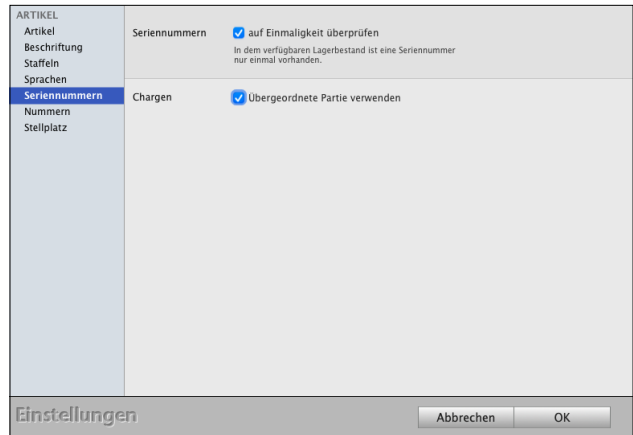 ARTIKEL
Artikel
Beschriftung
Staffeln
Sprachen
Seriennummern
Nummern
Stellplatz
Seriennummern
auf Einmaligkeit überprüfen
In dem verfügbaren Lagerbestand ist eine Seriennummer
nur einmal vorhanden.
Chargen
Übergeordnete Partie verwenden
Einstellungen
Abbrechen
OK